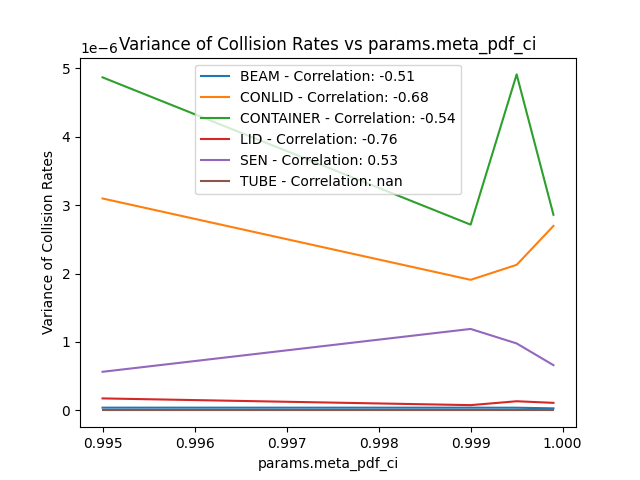 Variance of Collision Rates vs params.meta_pdf_ci
1e−6
BEAM - Correlation: -0.51
CONLID - Correlation: -0.68
CONTAINER - Correlation: -0.54
LID - Correlation: -0.76
SEN - Correlation: 0.53
TUBE - Correlation: nan
Variance of Collision Rates
5
4
3
2
1
0
0.995 0.996 0.997 0.998 0.999 1.000
params.meta_pdf_ci